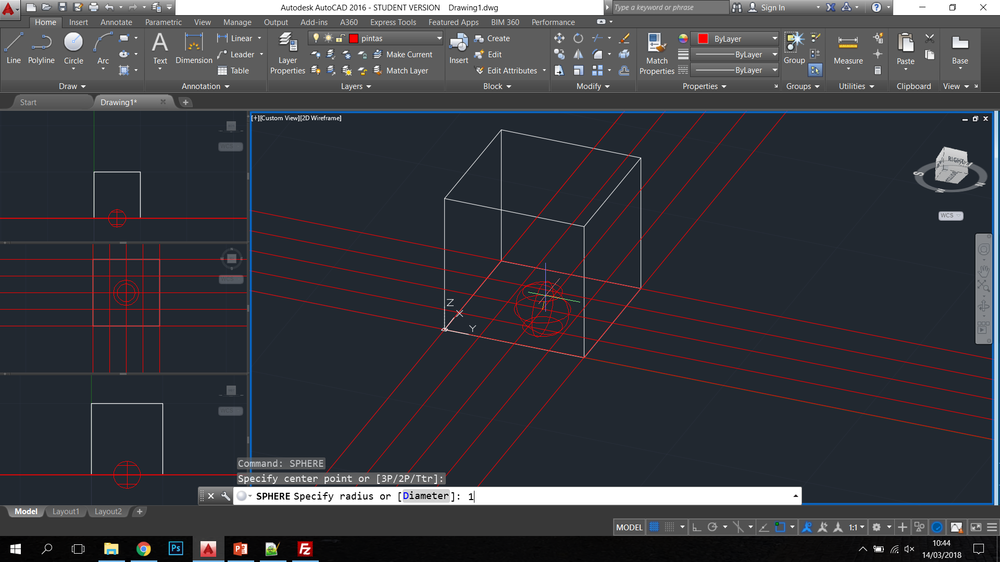 Autodesk AutoCAD 2016 - STUDENT VERSION Drawing1.dwg
Type a keyword or phrase
Sign In
Home Insert Annotate Parametric View Manage Output Add-ins A360 Express Tools Featured Apps BIM 360 Performance
Line Polyline Circle Arc
Text Dimension
Linear
Leader
Table
Layer Properties
pintas
Make Current
Match Layer
Insert
Create
Edit
Edit Attributes
Match Properties
ByLayer
ByLayer
ByLayer
Group
Measure
Paste
Base
Draw Annotation Layers Block Modify Properties Groups Utilities Clipboard View
Start Drawing1*
[+][Custom View][2D Wireframe]
WCS
RIGHT
S
N
WCS
N
W
S
WCS
Z
X
Y
WCS
Command: SPHERE
Specify center point or [3P/2P/Ttr]:
SPHERE Specify radius or [Diameter]: 1
Model Layout1 Layout2
MODEL 1:1
Ps
Fz
10:44
14/03/2018